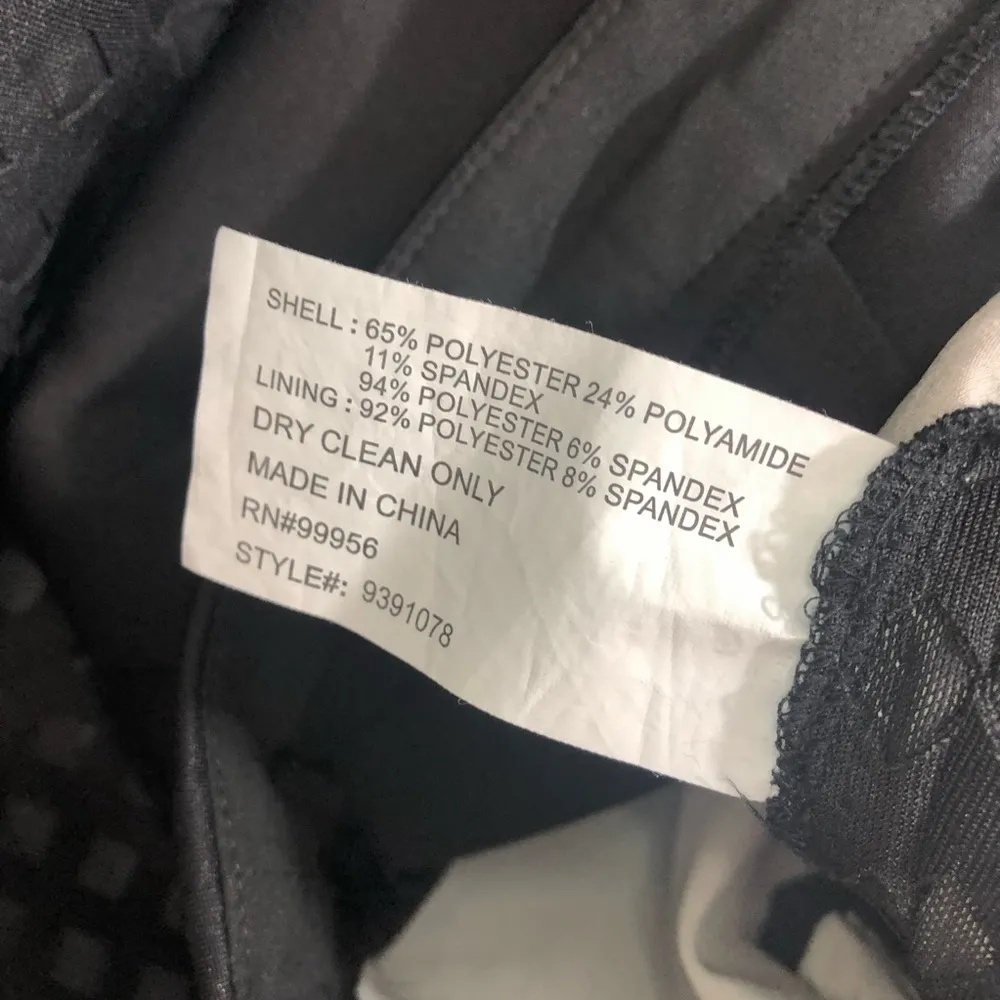 SHELL : 65% POLYESTER 24% POLYAMIDE
11% SPANDEX
94% POLYESTER 6% SPANDEX
LINING : 92% POLYESTER 8% SPANDEX
DRY CLEAN ONLY
MADE IN CHINA
RN#99956
STYLE#: 9391078